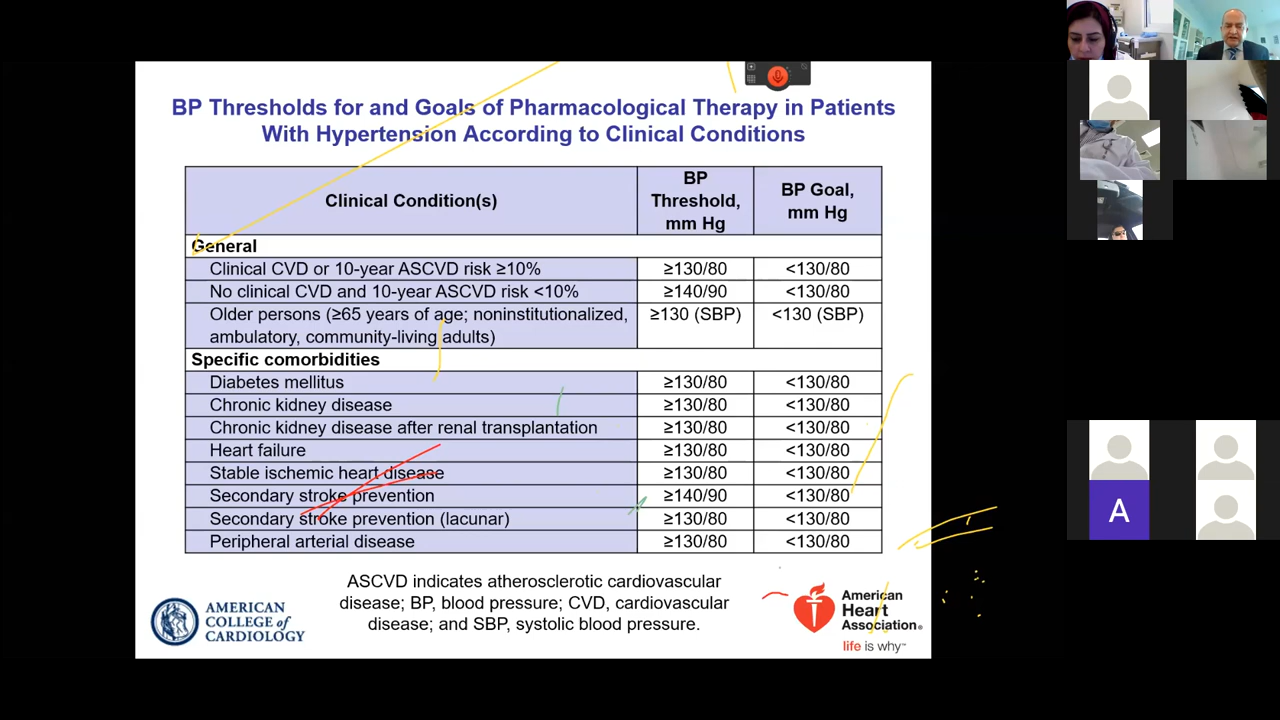 BP Thresholds for and Goals of Pharmacological Therapy in Patients
With Hypertension According to Clinical Conditions
Clinical Condition(s)
BP
Threshold,
mm Hg
BP Goal,
mm Hg
General
Clinical CVD or 10-year ASCVD risk ≥10% ≥130/80 <130/80
No clinical CVD and 10-year ASCVD risk <10% ≥140/90 <130/80
Older persons (≥65 years of age; noninstitutionalized, ≥130 (SBP) <130 (SBP)
ambulatory, community-living adults)
Specific comorbidities
Diabetes mellitus ≥130/80 <130/80
Chronic kidney disease ≥130/80 <130/80
Chronic kidney disease after renal transplantation ≥130/80 <130/80
Heart failure ≥130/80 <130/80
Stable ischemic heart disease ≥130/80 <130/80
Secondary stroke prevention ≥140/90 <130/80
Secondary stroke prevention (lacunar) ≥130/80 <130/80
Peripheral arterial disease ≥130/80 <130/80
ASCVD indicates atherosclerotic cardiovascular
disease; BP, blood pressure; CVD, cardiovascular
disease; and SBP, systolic blood pressure.
AMERICAN
COLLEGE of
CARDIOLOGY
American
Heart
Association®
life is why™
A